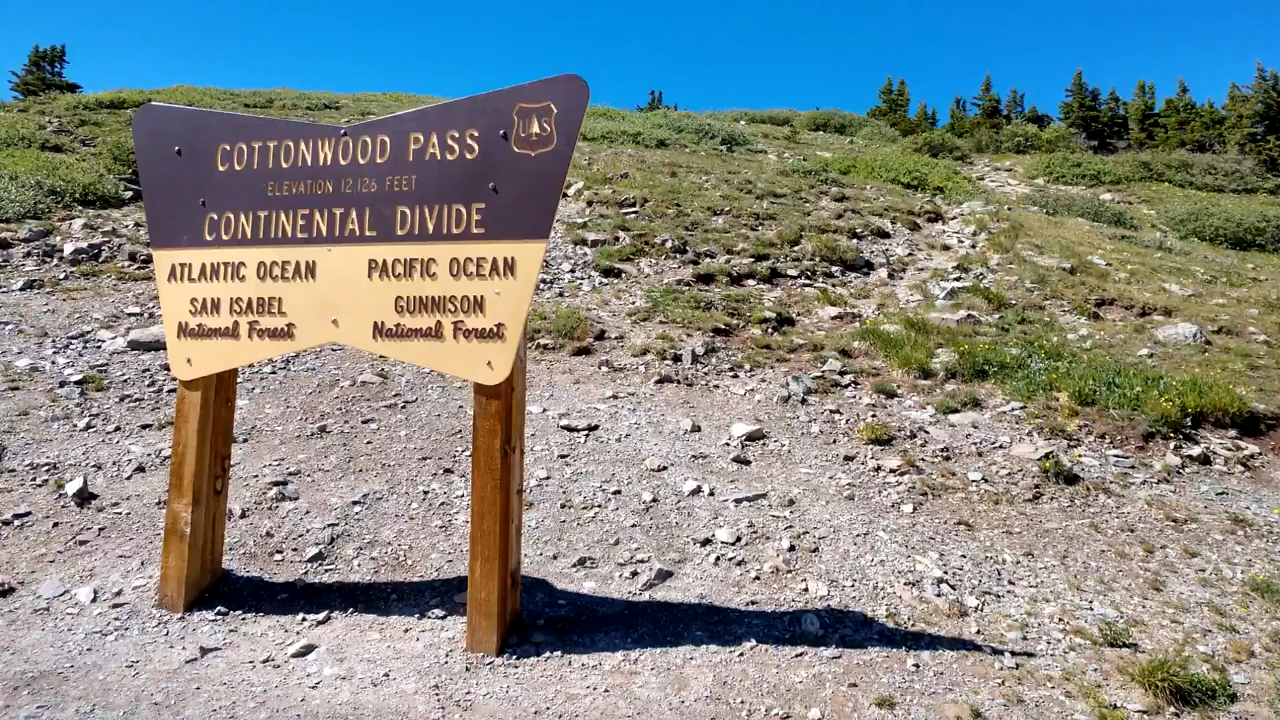 COTTONWOOD PASS
US
ELEVATION 12,126 FEET
CONTINENTAL DIVIDE
ATLANTIC OCEAN
SAN ISABEL
National Forest
PACIFIC OCEAN
GUNNISON
National Forest